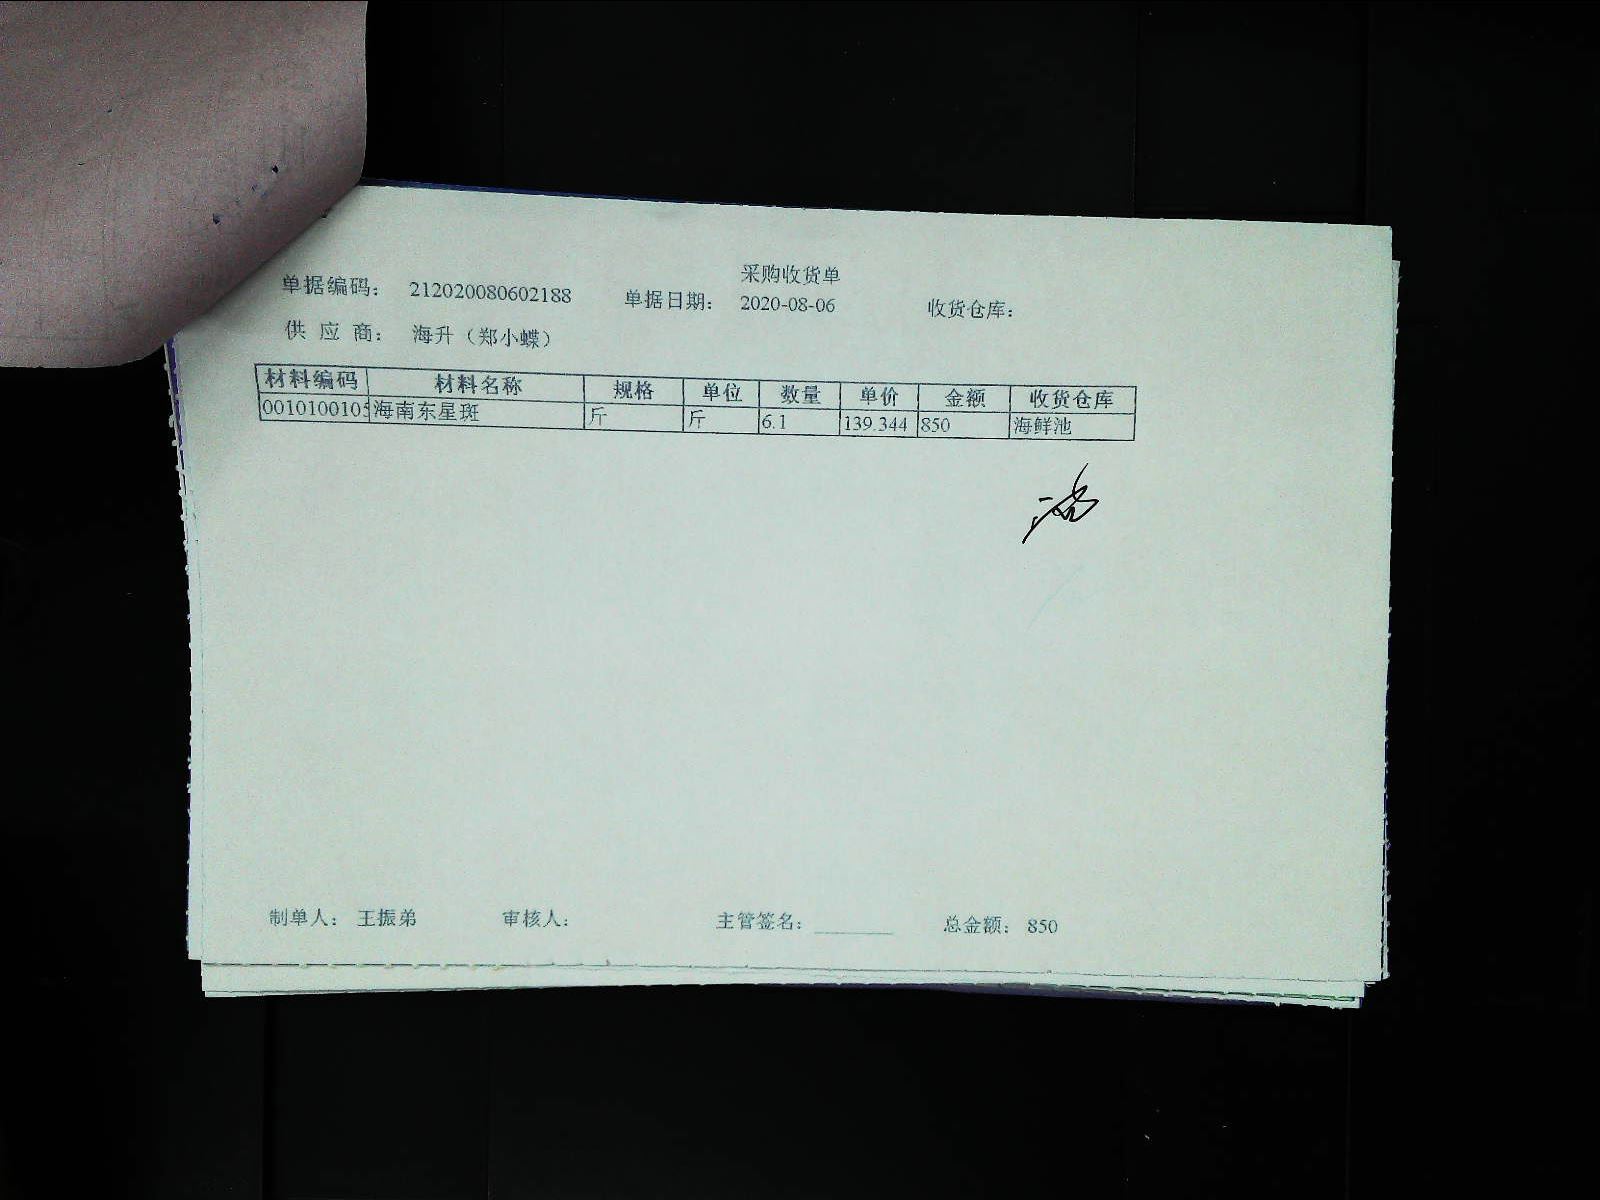 采购收货单
单据编码： 212020080602188 单据日期： 2020-08-06 收货仓库：
供 应 商： 海升（郑小蝶）
材料编码 材料名称 规格 单位 数量 单价 金额 收货仓库
0010100105 海南东星斑 斤 斤 6.1 139.344 850 海鲜池
制单人： 王振弟 审核人： 主管签名： 总金额： 850